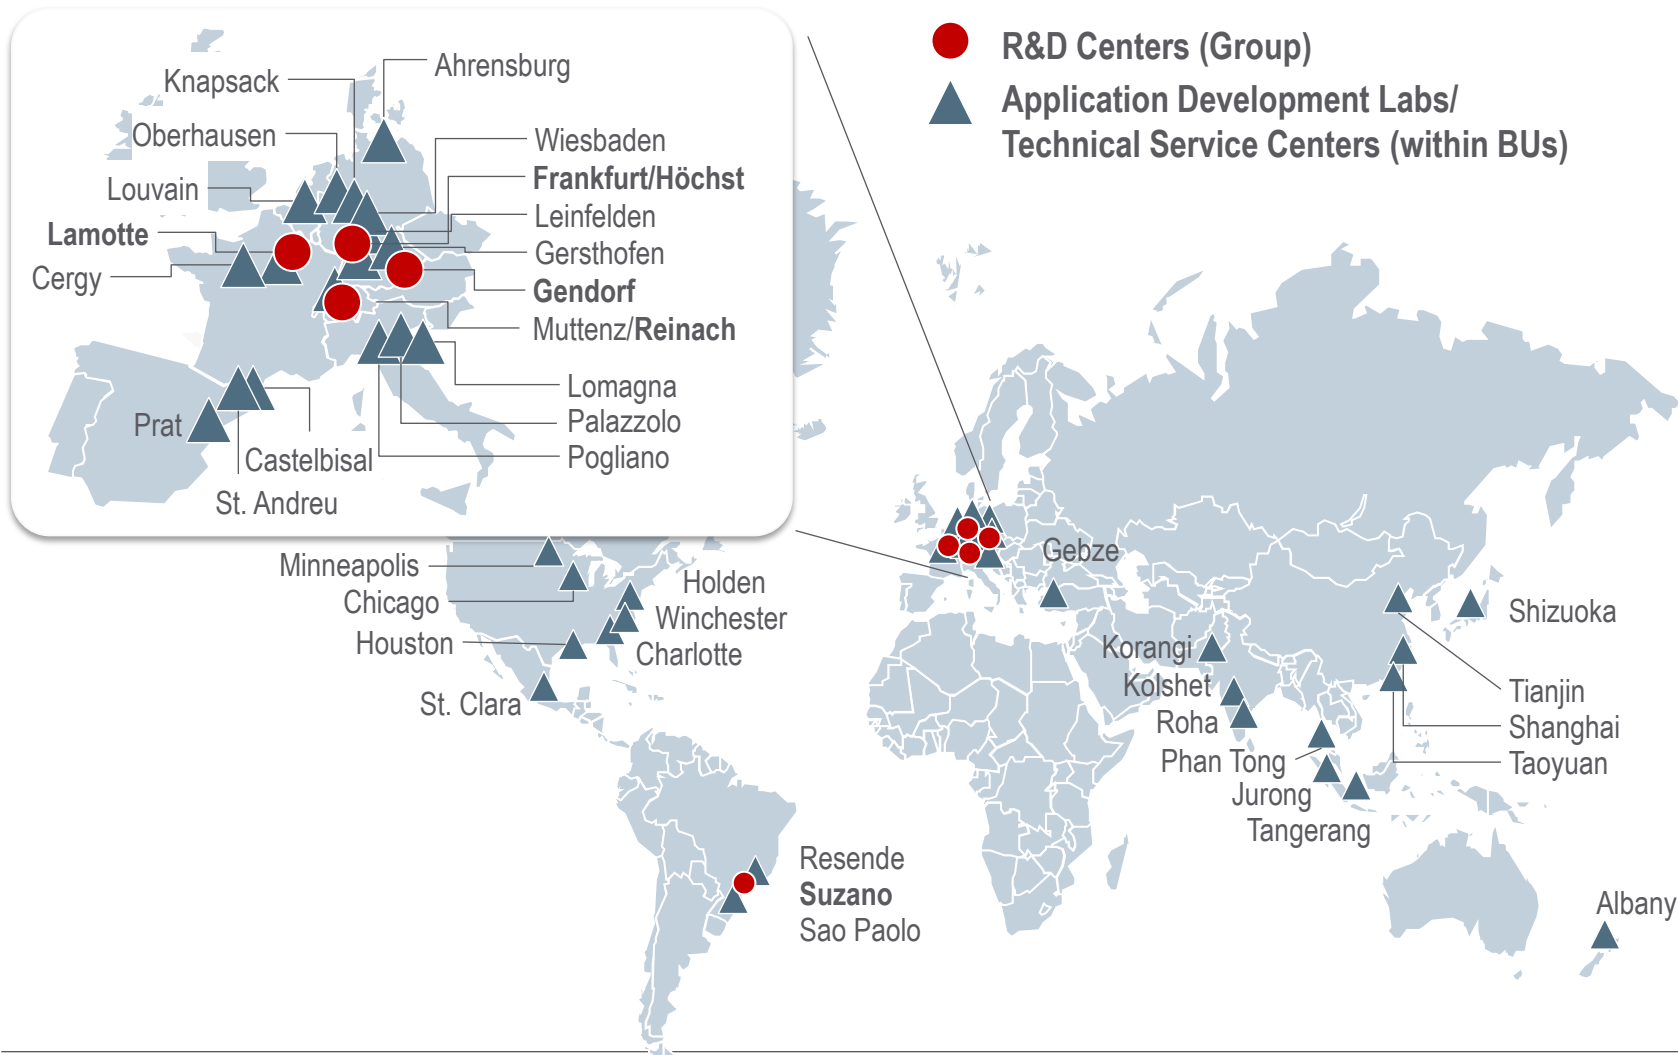 R&D Centers (Group)
Application Development Labs/
Technical Service Centers (within BUs)
Ahrensburg
Knapsack
Oberhausen
Wiesbaden
Frankfurt/Höchst
Louvain
Leinfelden
Lamotte
Gersthofen
Cergy
Gendorf
Muttenz/Reinach
Lomagna
Palazzolo
Prat
Castelbisal
Pogliano
St. Andreu
Minneapolis
Chicago
Houston
Holden
Winchester
Charlotte
St. Clara
Gebze
Korangi
Kolshet
Roha
Phan Tong
Jurong
Tangerang
Shizuoka
Tianjin
Shanghai
Taoyuan
Resende
Suzano
Sao Paolo
Albany